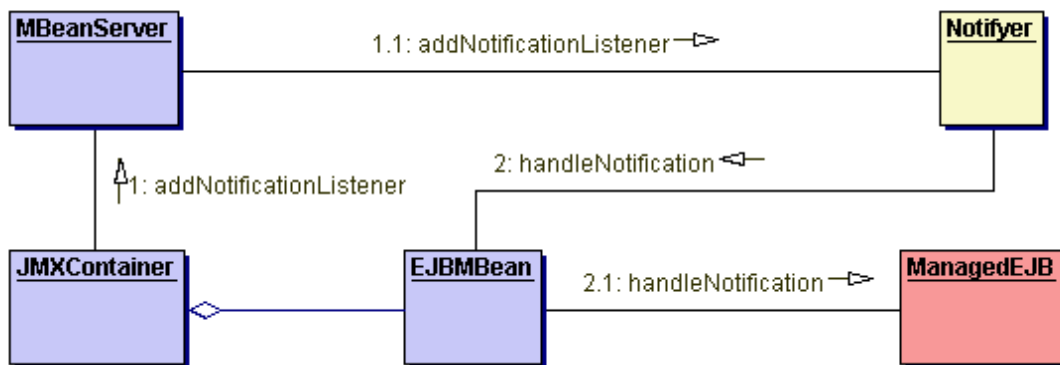 MBeanServer
1.1: addNotificationListener
Notifyer
2: handleNotification
1: addNotificationListener
JMXContainer
EJBMBean
2.1: handleNotification
ManagedEJB